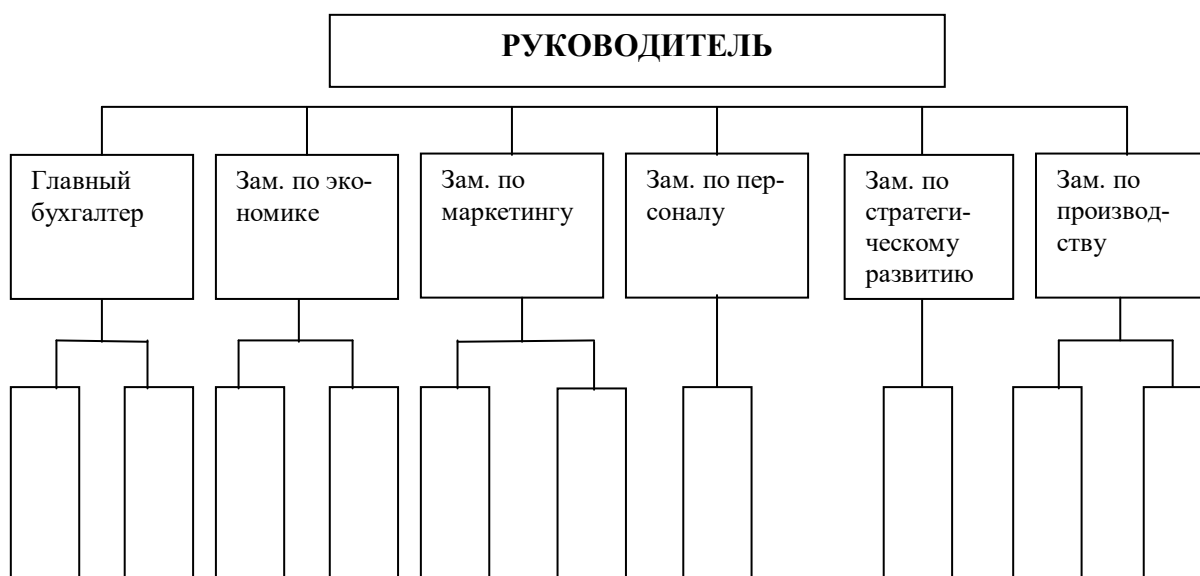 РУКОВОДИТЕЛЬ
Главный
бухгалтер
Зам. по эко-
номике
Зам. по
маркетингу
Зам. по пер-
соналу
Зам. по
стратеги-
ческому
развитию
Зам. по
производ-
ству